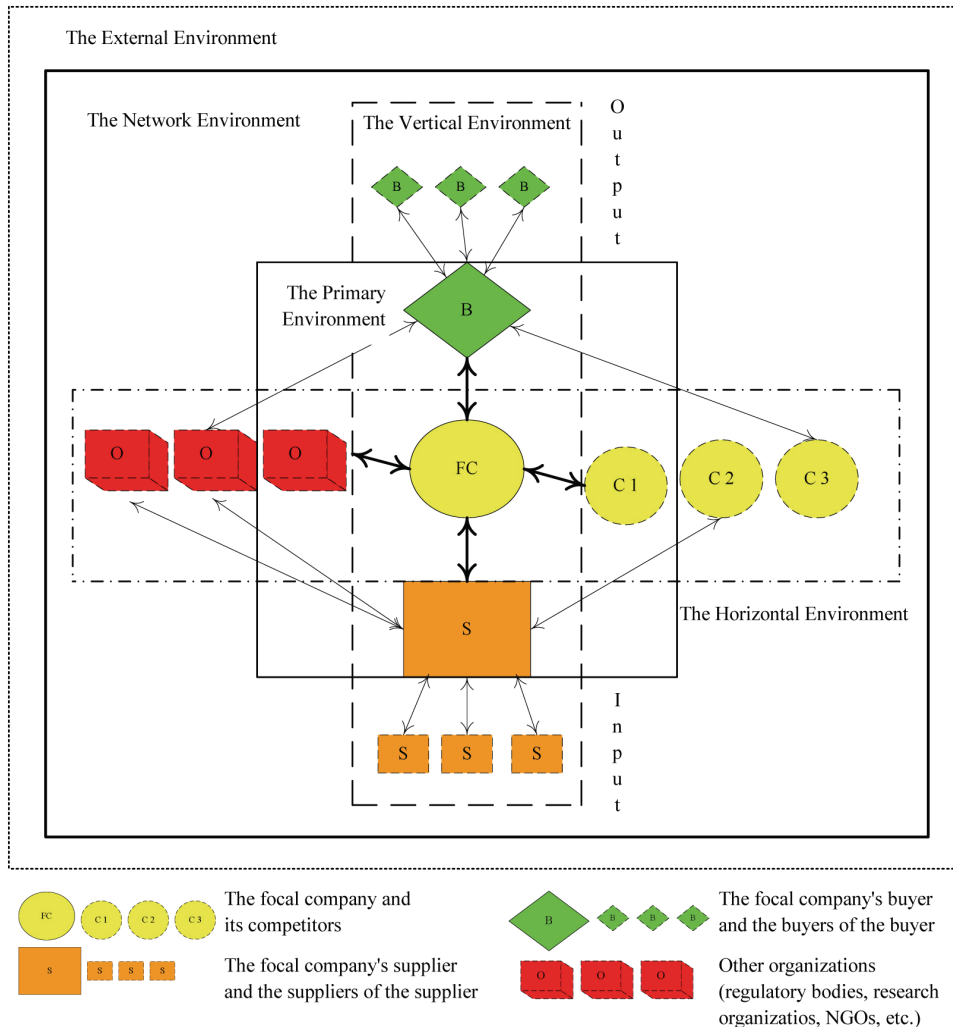 The External Environment
The Network Environment
The Vertical Environment
O
u
t
p
u
t
B B B
The Primary
Environment
B
O O O
FC
C 1 C 2 C 3
The Horizontal Environment
S
I
n
p
u
t
S S S
FC C 1 C 2 C 3
The focal company and
its competitors
S S S S
The focal company's supplier
and the suppliers of the supplier
B B B B
The focal company's buyer
and the buyers of the buyer
O O O
Other organizations
(regulatory bodies, research
organizatios, NGOs, etc.)